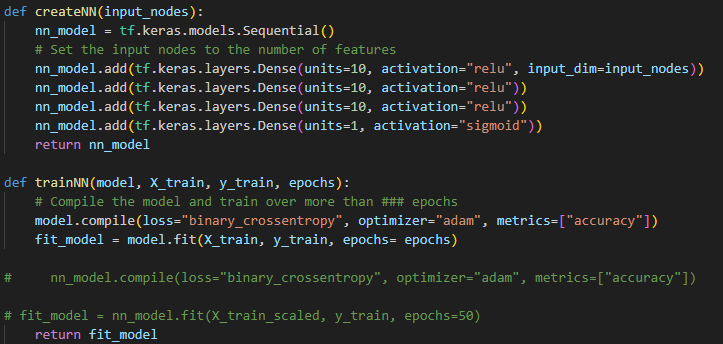 def createNN(input_nodes):
    nn_model = tf.keras.models.Sequential()
    # Set the input nodes to the number of features
    nn_model.add(tf.keras.layers.Dense(units=10, activation="relu", input_dim=input_nodes))
    nn_model.add(tf.keras.layers.Dense(units=10, activation="relu"))
    nn_model.add(tf.keras.layers.Dense(units=10, activation="relu"))
    nn_model.add(tf.keras.layers.Dense(units=1, activation="sigmoid"))
    return nn_model

def trainNN(model, X_train, y_train, epochs):
    # Compile the model and train over more than ### epochs
    model.compile(loss="binary_crossentropy", optimizer="adam", metrics=["accuracy"])
    fit_model = model.fit(X_train, y_train, epochs= epochs)

#     nn_model.compile(loss="binary_crossentropy", optimizer="adam", metrics=["accuracy"])

# fit_model = nn_model.fit(X_train_scaled, y_train, epochs=50)
    return fit_model